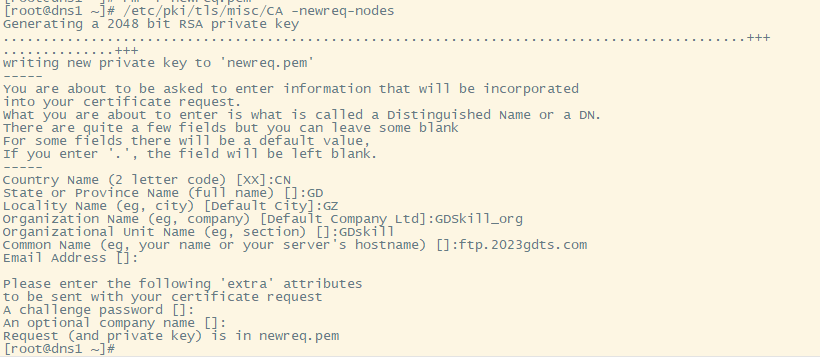 [root@dns1 ~]# /etc/pki/tls/misc/CA -newreq-nodes
Generating a 2048 bit RSA private key
.............................................................................................+++
..............+++
writing new private key to 'newreq.pem'
-----
You are about to be asked to enter information that will be incorporated
into your certificate request.
What you are about to enter is what is called a Distinguished Name or a DN.
There are quite a few fields but you can leave some blank
For some fields there will be a default value,
If you enter '.', the field will be left blank.
-----
Country Name (2 letter code) [XX]:CN
State or Province Name (full name) []:GD
Locality Name (eg, city) [Default City]:GZ
Organization Name (eg, company) [Default Company Ltd]:GDSkill_org
Organizational Unit Name (eg, section) []:GDskill
Common Name (eg, your name or your server's hostname) []:ftp.2023gdts.com
Email Address []:
Please enter the following 'extra' attributes
to be sent with your certificate request
A challenge password []:
An optional company name []:
Request (and private key) is in newreq.pem
[root@dns1 ~]#